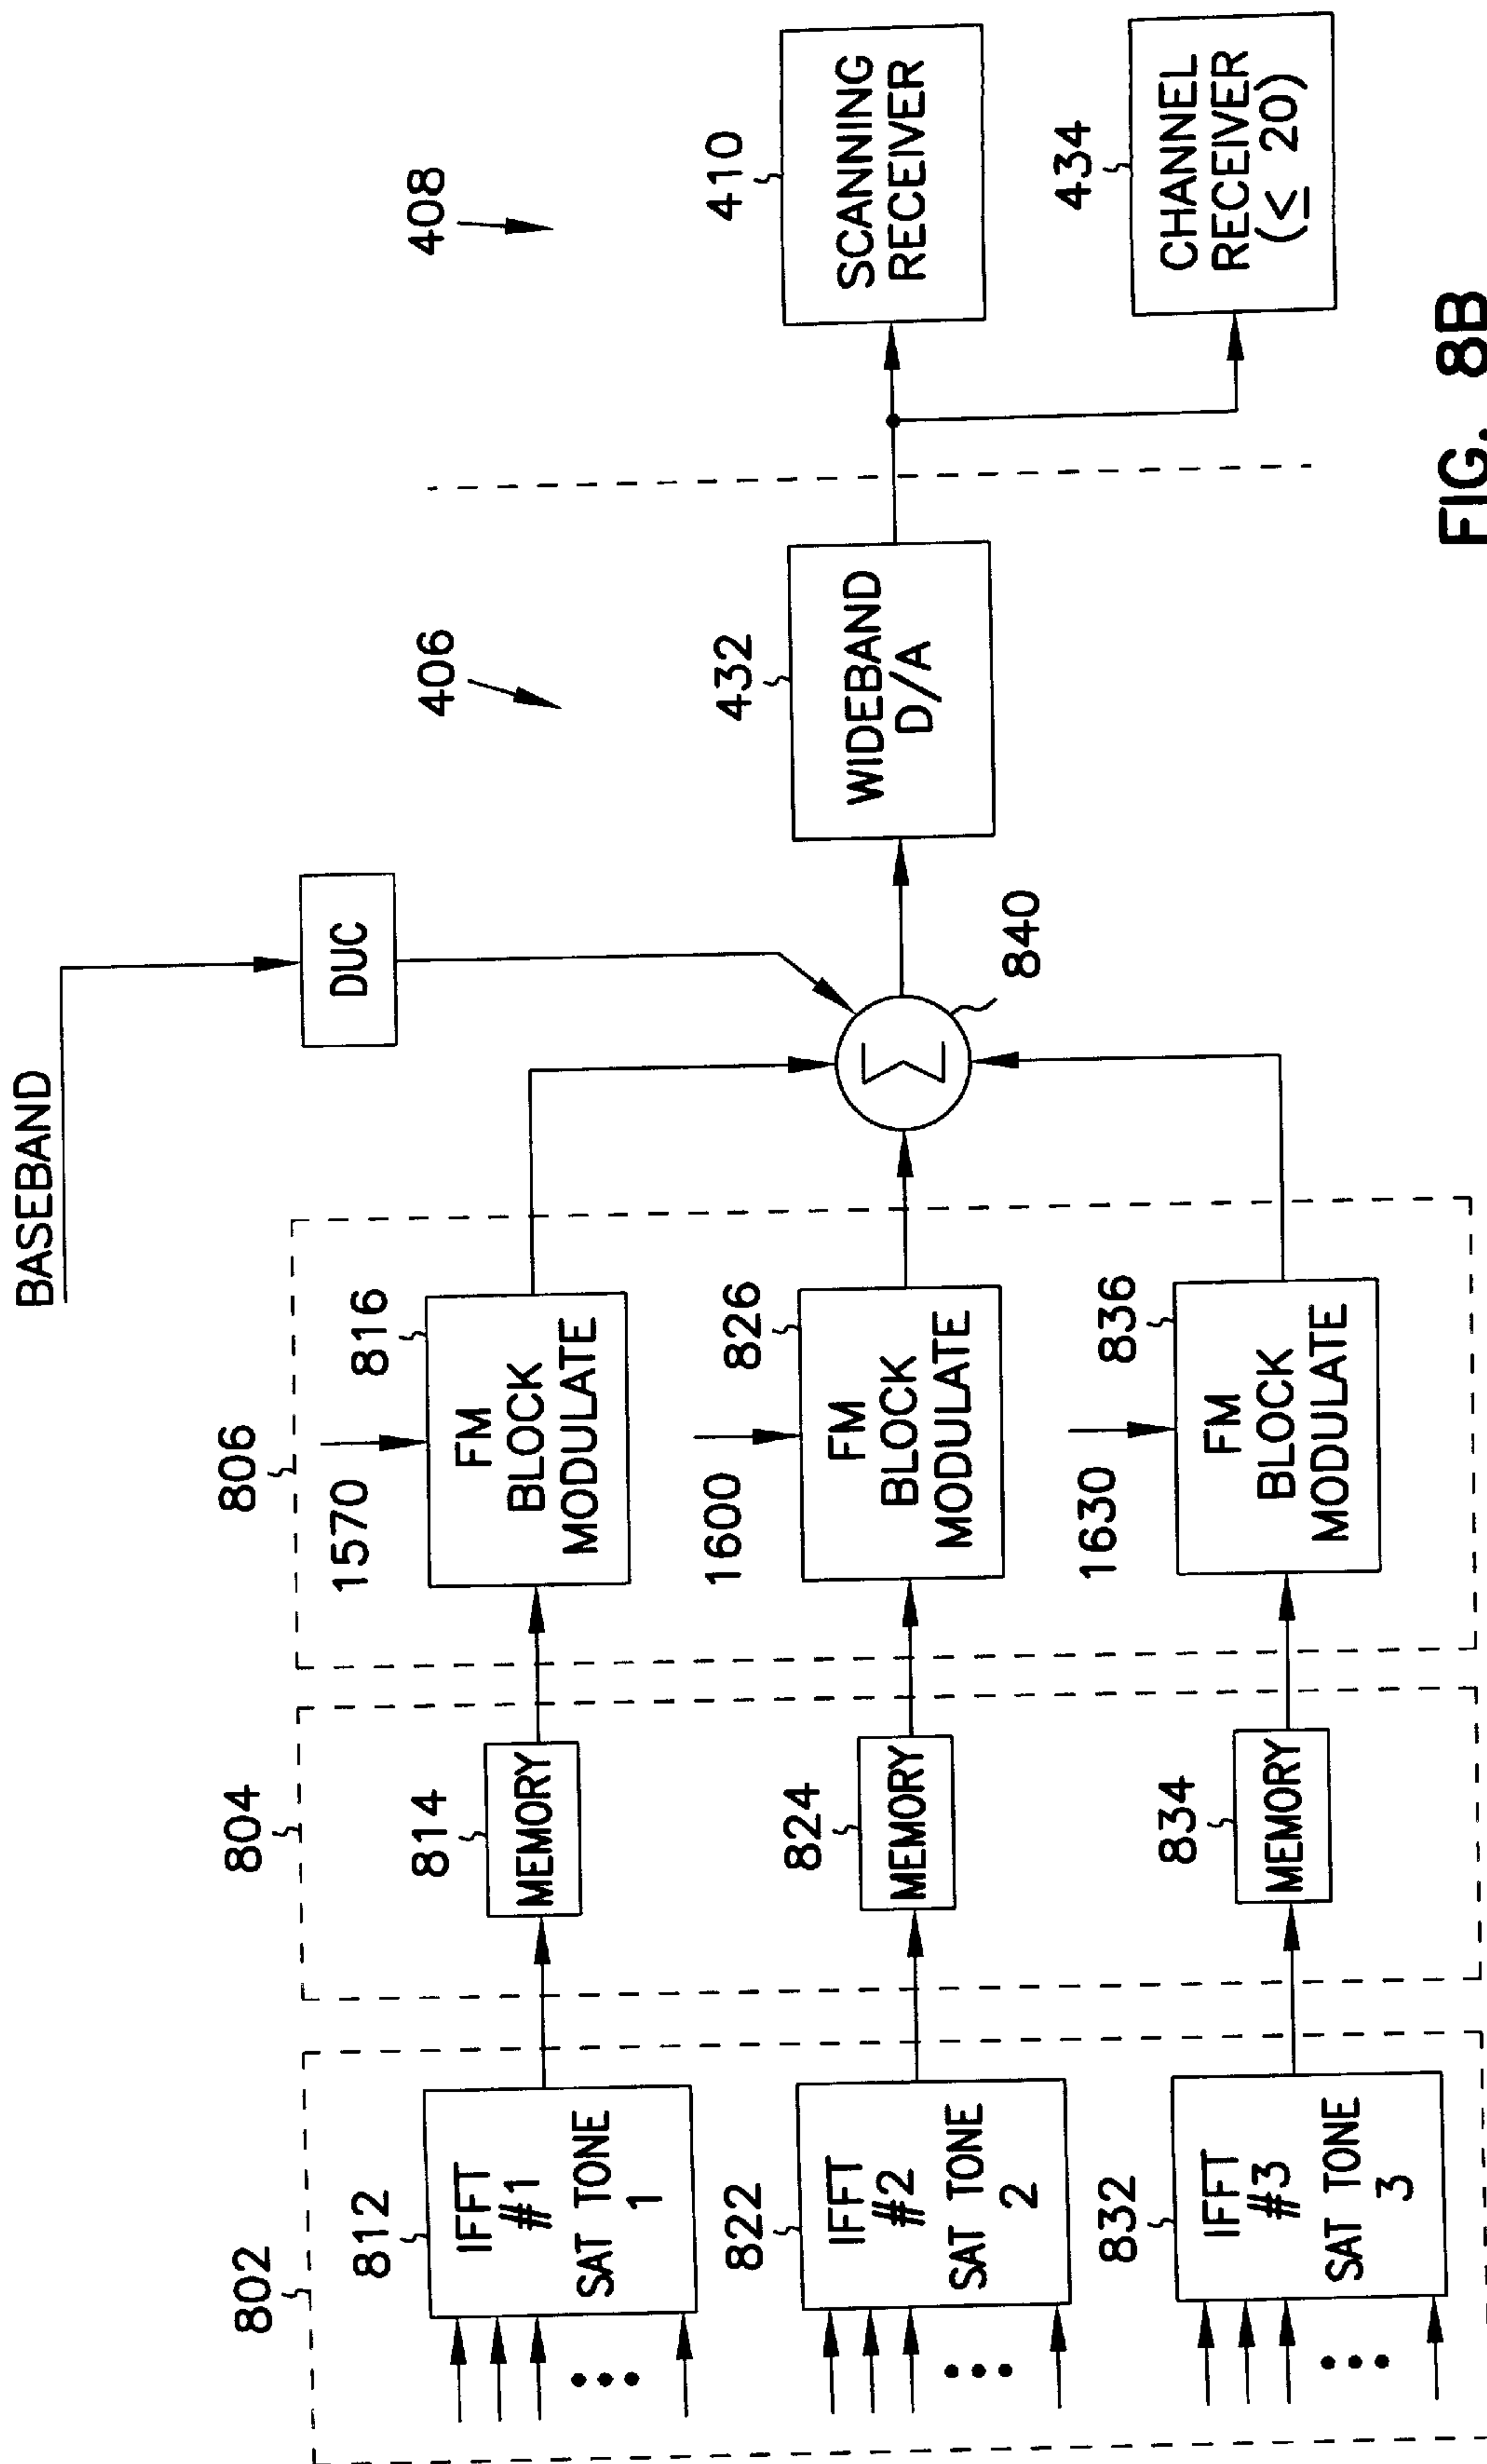 BASEBAND
DUC
406
408
802
804
806
812
IFFT
#1
SAT TONE
1
814
MEMORY
1570
816
FM
BLOCK
MODULATE
822
IFFT
#2
SAT TONE
2
824
MEMORY
1600
826
FM
BLOCK
MODULATE
832
IFFT
#3
SAT TONE
3
834
MEMORY
1630
836
FM
BLOCK
MODULATE
Σ
840
432
WIDEBAND
D/A
410
SCANNING
RECEIVER
434
CHANNEL
RECEIVER
(≤ 20)
FIG. 8B